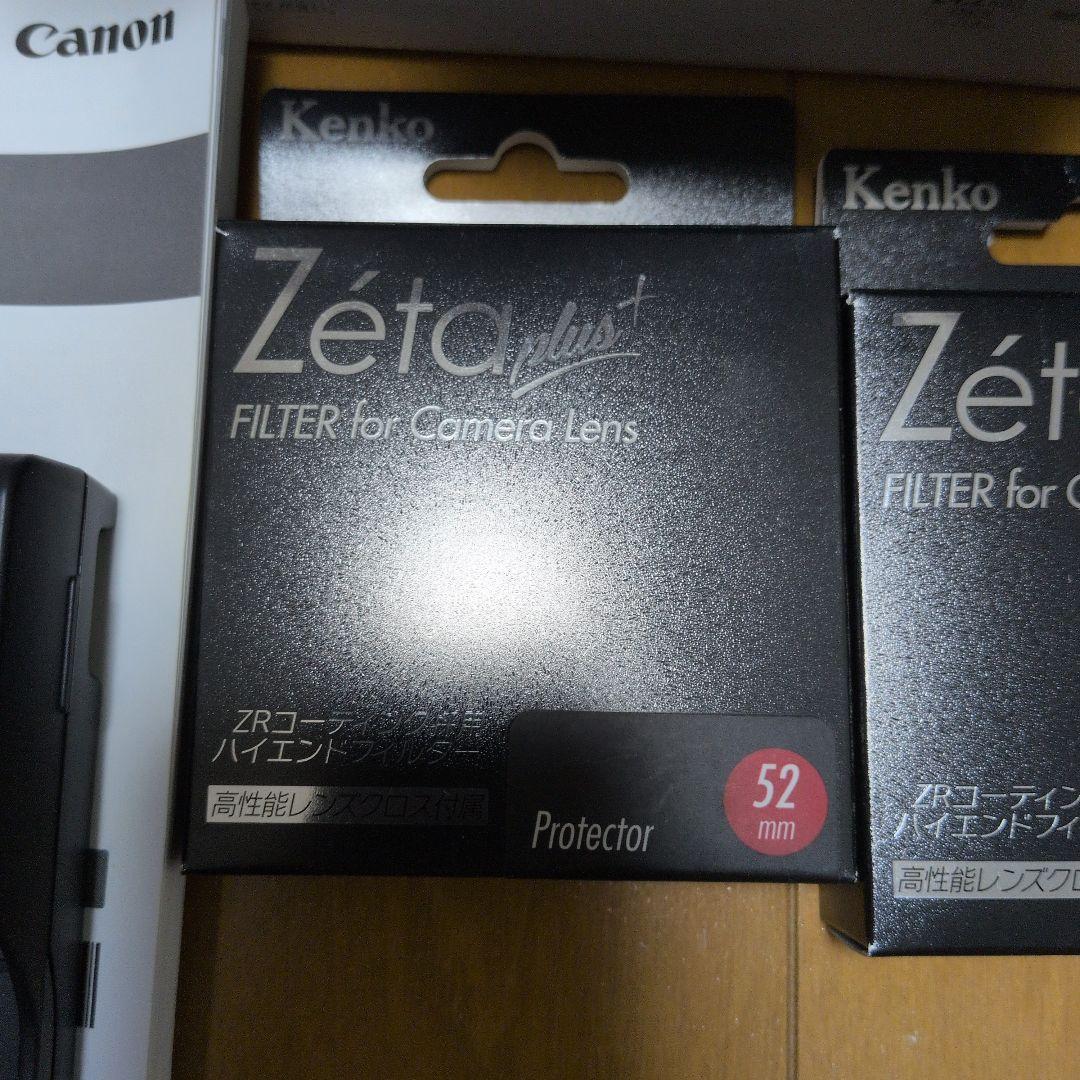 Canon
Kenko
Zéta plus+
FILTER for Camera Lens
ZRコーティング採用
ハイエンドフィルター
高性能レンズクロス付属
Protector
52
mm
Kenko
Zét
FILTER for C
ZRコーティン
ハイエンドフィ
高性能レンズクロ